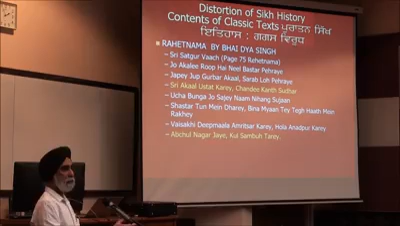 Distortion of Sikh History
Contents of Classic Texts ਪੁਰਾਤਨ ਸਿੱਖ
ਇਤਿਹਾਸ : ਗਗਸ ਵਿਰੁਧ
RAHETNAMA BY BHAI DYA SINGH
– Sri Satgur Vaach (Page 75 Rehetnama)
– Jo Akalee Roop Hai Neel Bastar Pehraye
– Japey Jup Gurbar Akaal, Sarab Loh Pehraye
– Sri Akaal Ustat Karey, Chandee Kanth Sudhar
– Ucha Bunga Jo Sajey Naam Nihang Sujaan
– Shastar Tun Mein Dharey, Bina Myaan Tey Tegh Haath Mein
Rakhey
– Vaisakhi Deepmaala Amritsar Karey, Hola Anadpur Karey
– Abchul Nagar Jaye, Kul Sambuh Tarey.